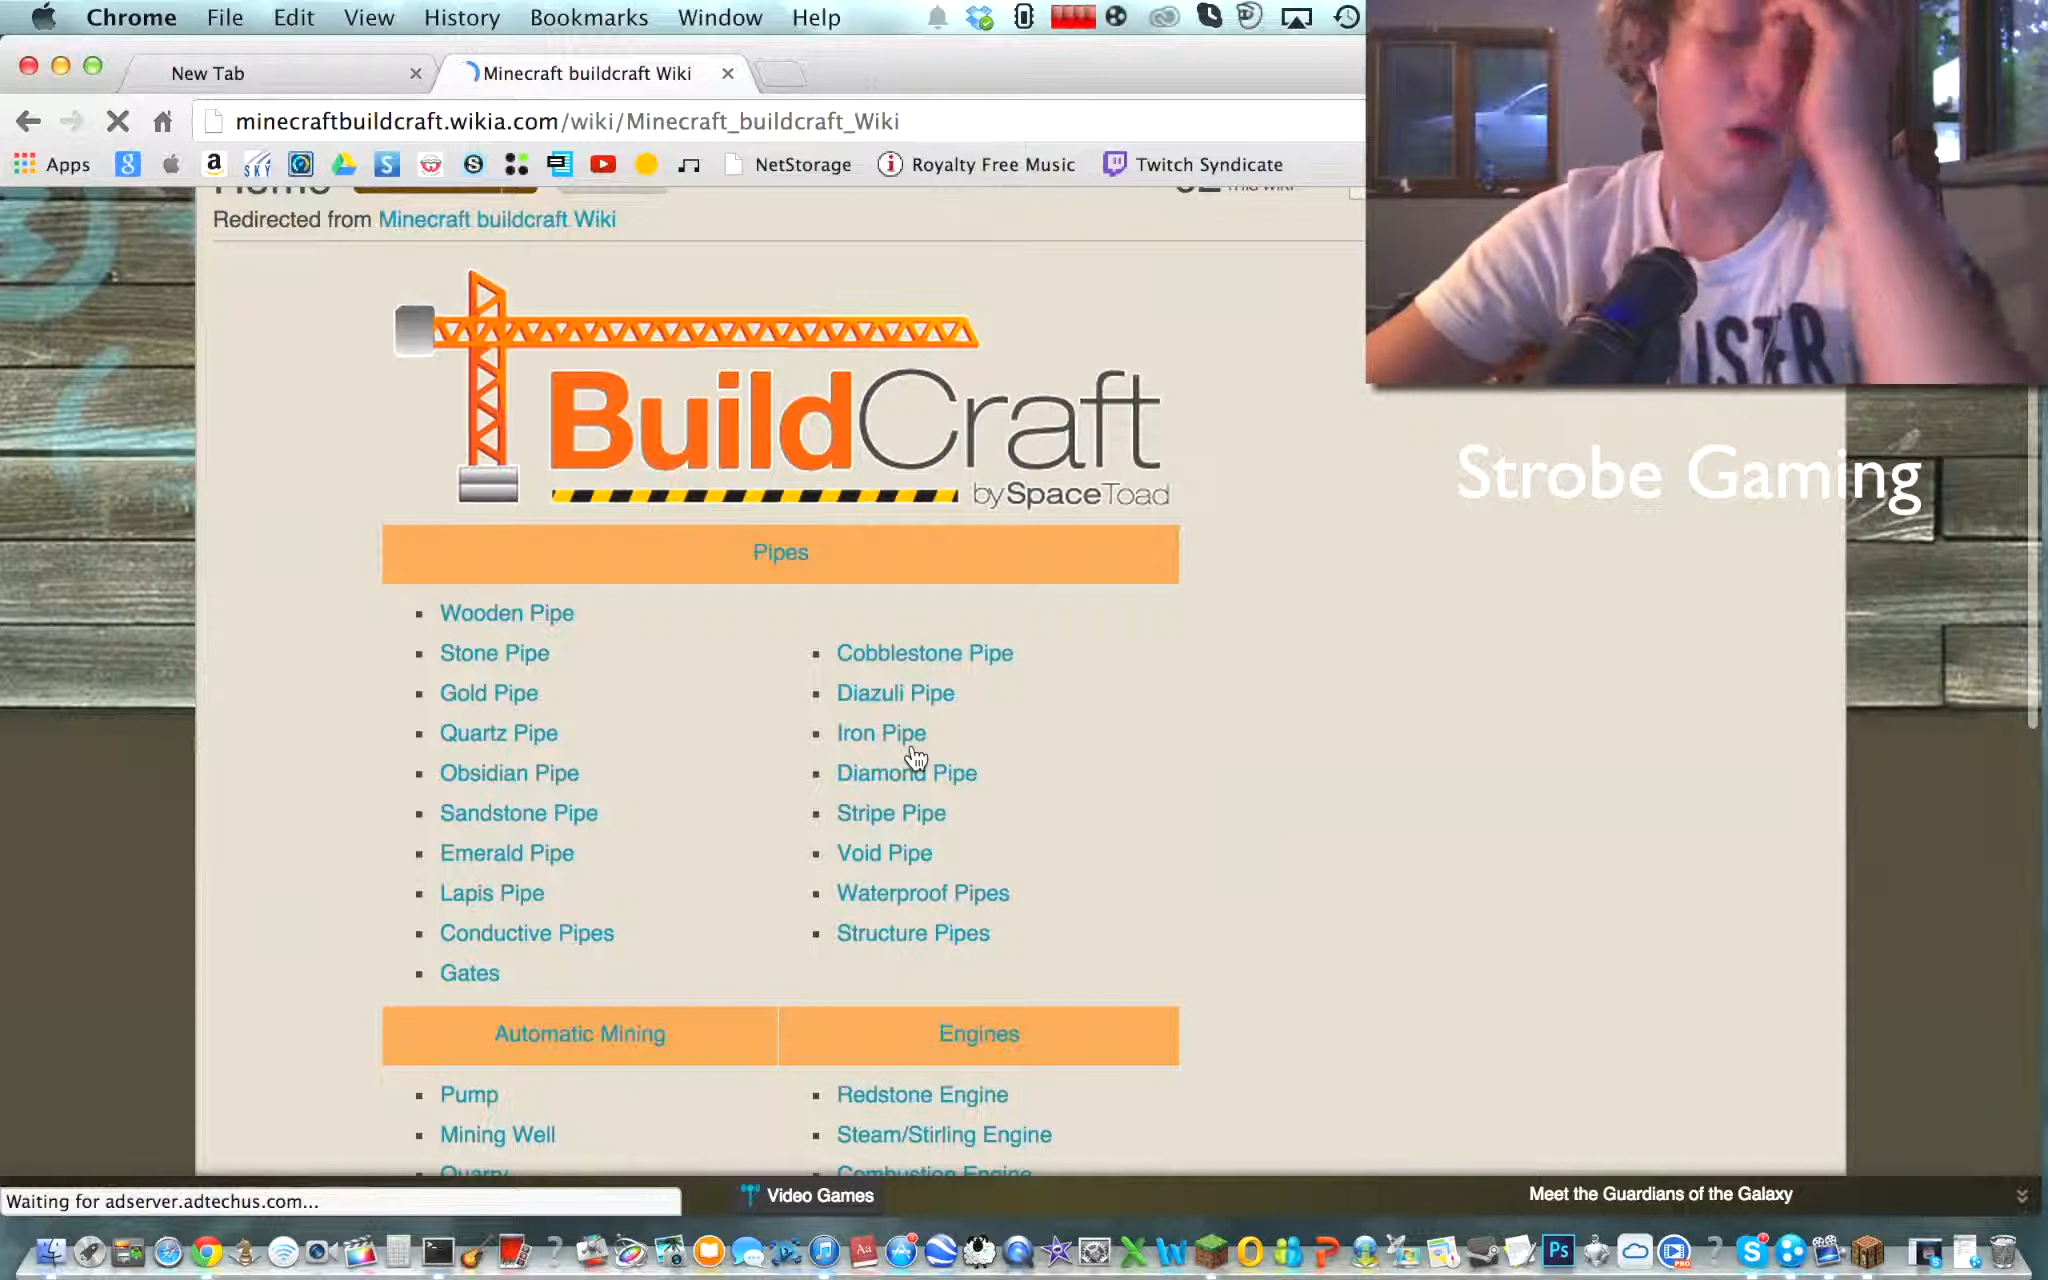 Chrome File Edit View History Bookmarks Window Help
New Tab
Minecraft buildcraft Wiki
minecraftbuildcraft.wikia.com/wiki/Minecraft_buildcraft_Wiki
Apps NetStorage Royalty Free Music Twitch Syndicate
Home
Redirected from Minecraft buildcraft Wiki
BuildCraft
by SpaceToad
Strobe Gaming
Pipes
Wooden Pipe
Stone Pipe Cobblestone Pipe
Gold Pipe Diazuli Pipe
Quartz Pipe Iron Pipe
Obsidian Pipe Diamond Pipe
Sandstone Pipe Stripe Pipe
Emerald Pipe Void Pipe
Lapis Pipe Waterproof Pipes
Conductive Pipes Structure Pipes
Gates
Automatic Mining Engines
Pump Redstone Engine
Mining Well Steam/Stirling Engine
Quarry Combustion Engine
Waiting for adserver.adtechus.com...
Video Games
Meet the Guardians of the Galaxy